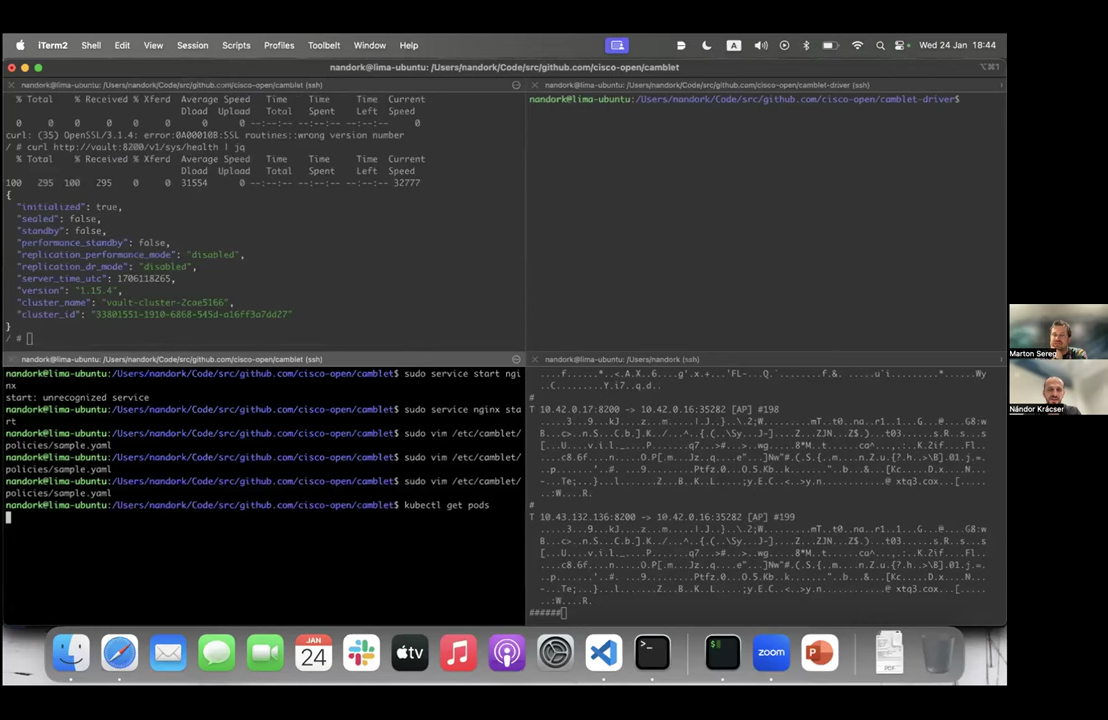 iTerm2 Shell Edit View Session Scripts Profiles Toolbelt Window Help A Wed 24 Jan 18:44
nandork@lima-ubuntu: /Users/nandork/Code/src/github.com/cisco-open/camblet
nandork@lima-ubuntu: /Users/nandork/Code/src/github.com/cisco-open/camblet (ssh)
% Total % Received % Xferd Average Speed Time Time Time Current
Dload Upload Total Spent Left Speed
0 0 0 0 0 0 0 0 --:--:-- --:--:-- --:--:-- 0
curl: (35) OpenSSL/3.1.4: error:0A00010B:SSL routines::wrong version number
/ # curl http://vault:8200/v1/sys/health | jq
% Total % Received % Xferd Average Speed Time Time Time Current
Dload Upload Total Spent Left Speed
100 295 100 295 0 0 31554 0 --:--:-- --:--:-- --:--:-- 32777
{
"initialized": true,
"sealed": false,
"standby": false,
"performance_standby": false,
"replication_performance_mode": "disabled",
"replication_dr_mode": "disabled",
"server_time_utc": 1706118265,
"version": "1.15.4",
"cluster_name": "vault-cluster-2cae5166",
"cluster_id": "33801551-1910-6868-545d-a16ff3a7dd27"
}
/ #
nandork@lima-ubuntu: /Users/nandork/Code/src/github.com/cisco-open/camblet-driver (ssh)
nandork@lima-ubuntu:/Users/nandork/Code/src/github.com/cisco-open/camblet-driver$
nandork@lima-ubuntu: /Users/nandork/Code/src/github.com/cisco-open/camblet (ssh)
nandork@lima-ubuntu:/Users/nandork/Code/src/github.com/cisco-open/camblet$ sudo service start ngi
nx
start: unrecognized service
nandork@lima-ubuntu:/Users/nandork/Code/src/github.com/cisco-open/camblet$ sudo service nginx sta
rt
nandork@lima-ubuntu:/Users/nandork/Code/src/github.com/cisco-open/camblet$ sudo vim /etc/camblet/
policies/sample.yaml
nandork@lima-ubuntu:/Users/nandork/Code/src/github.com/cisco-open/camblet$ sudo vim /etc/camblet/
policies/sample.yaml
nandork@lima-ubuntu:/Users/nandork/Code/src/github.com/cisco-open/camblet$ sudo vim /etc/camblet/
policies/sample.yaml
nandork@lima-ubuntu:/Users/nandork/Code/src/github.com/cisco-open/camblet$ kubectl get pods
nandork@lima-ubuntu: /Users/nandork (ssh)
#
T 10.42.0.17:8200 -> 10.42.0.16:35282 [AP] #198
#
T 10.43.132.136:8200 -> 10.42.0.16:35282 [AP] #199
######
Marton Sereg
Nándor Krácser
JAN
24
tv
zoom
PDF